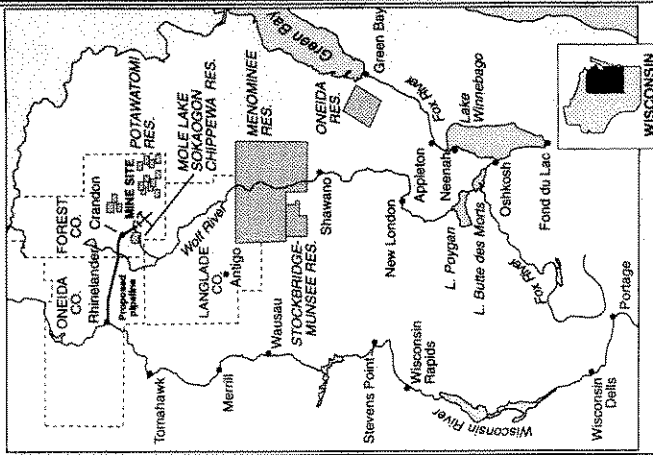 ONEIDA
CO.
FOREST
CO.
Rhinelander
Crandon
MINE SITE
Proposed
pipeline
POTAWATOMI
RES.
MOLE LAKE
SOKAOGON
CHIPPEWA RES.
Tomahawk
LANGLADE
CO.
Antigo
Wolf River
Merrill
MENOMINEE
RES.
Wausau
STOCKBRIDGE-
MUNSEE RES.
Shawano
Green Bay
ONEIDA
RES.
Green Bay
Stevens Point
New London
Appleton
Fox River
Wisconsin
Rapids
L. Poygan
Neenah
Lake
Winnebago
L. Butte des Morts
Oshkosh
Wisconsin River
Fox River
Fond du Lac
Wisconsin
Dells
Portage
WISCONSIN